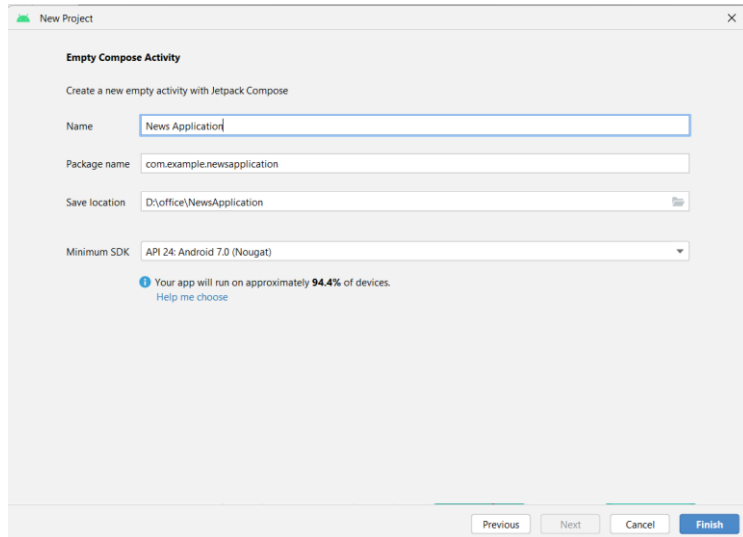 New Project
Empty Compose Activity
Create a new empty activity with Jetpack Compose
Name News Application
Package name com.example.newsapplication
Save location D:\office\NewsApplication
Minimum SDK API 24: Android 7.0 (Nougat)
Your app will run on approximately 94.4% of devices.
Help me choose
Previous Next Cancel Finish